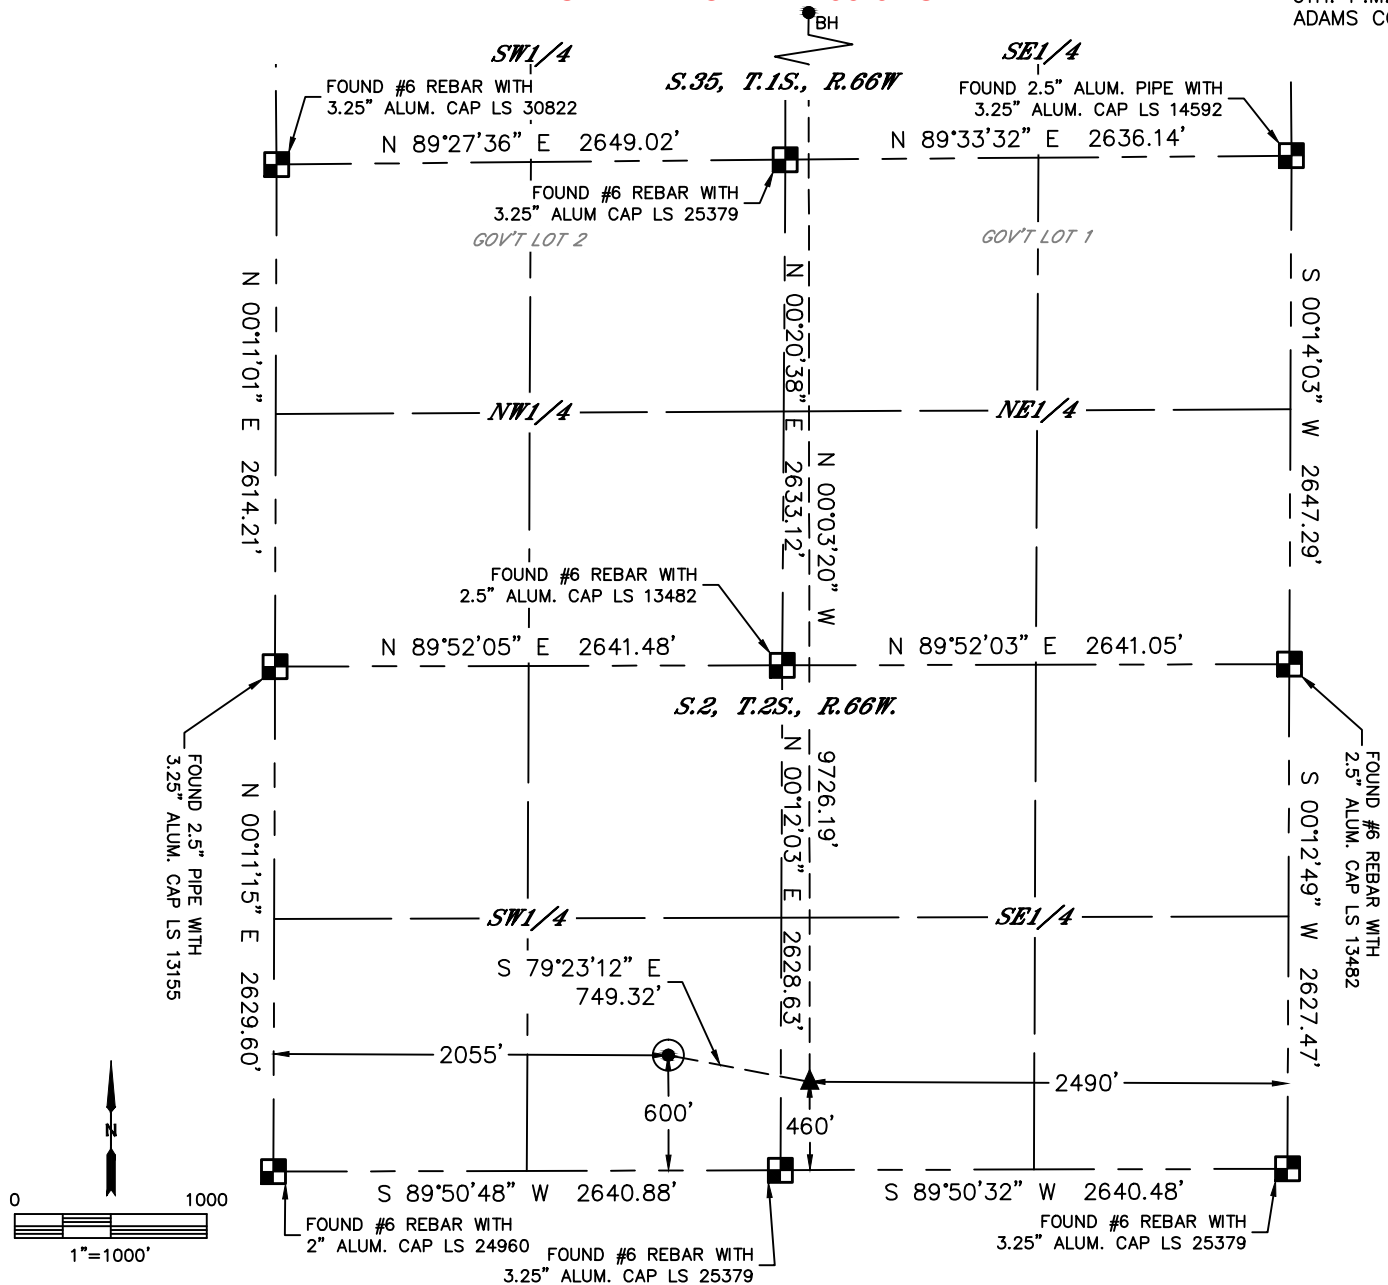 ADAMS CO
BH
SW1/4
SE1/4
S.35, T.1S., R.66W
FOUND #6 REBAR WITH
3.25" ALUM. CAP LS 30822
FOUND 2.5" ALUM. PIPE WITH
3.25" ALUM. CAP LS 14592
N 89°27'36" E 2649.02'
N 89°33'32" E 2636.14'
FOUND #6 REBAR WITH
3.25" ALUM CAP LS 25379
GOV'T LOT 2
GOV'T LOT 1
N 00°11'01" E 2614.21'
N 00°20'38" E 2633.12'
S 00°14'03" W 2647.29'
NW1/4
NE1/4
N 00°03'20" W 9726.19'
FOUND #6 REBAR WITH
2.5" ALUM. CAP LS 13482
N 89°52'05" E 2641.48'
N 89°52'03" E 2641.05'
S.2, T.2S., R.66W.
FOUND 2.5" PIPE WITH
3.25" ALUM. CAP LS 13155
N 00°11'15" E 2629.60'
N 00°12'03" E 2628.63'
S 00°12'49" W 2627.47'
FOUND #6 REBAR WITH
2.5" ALUM. CAP LS 13482
SW1/4
SE1/4
S 79°23'12" E
749.32'
2055'
2490'
600'
460'
N
S 89°50'48" W 2640.88'
S 89°50'32" W 2640.48'
0 1000
1"=1000'
FOUND #6 REBAR WITH
2" ALUM. CAP LS 24960
FOUND #6 REBAR WITH
3.25" ALUM. CAP LS 25379
FOUND #6 REBAR WITH
3.25" ALUM. CAP LS 25379